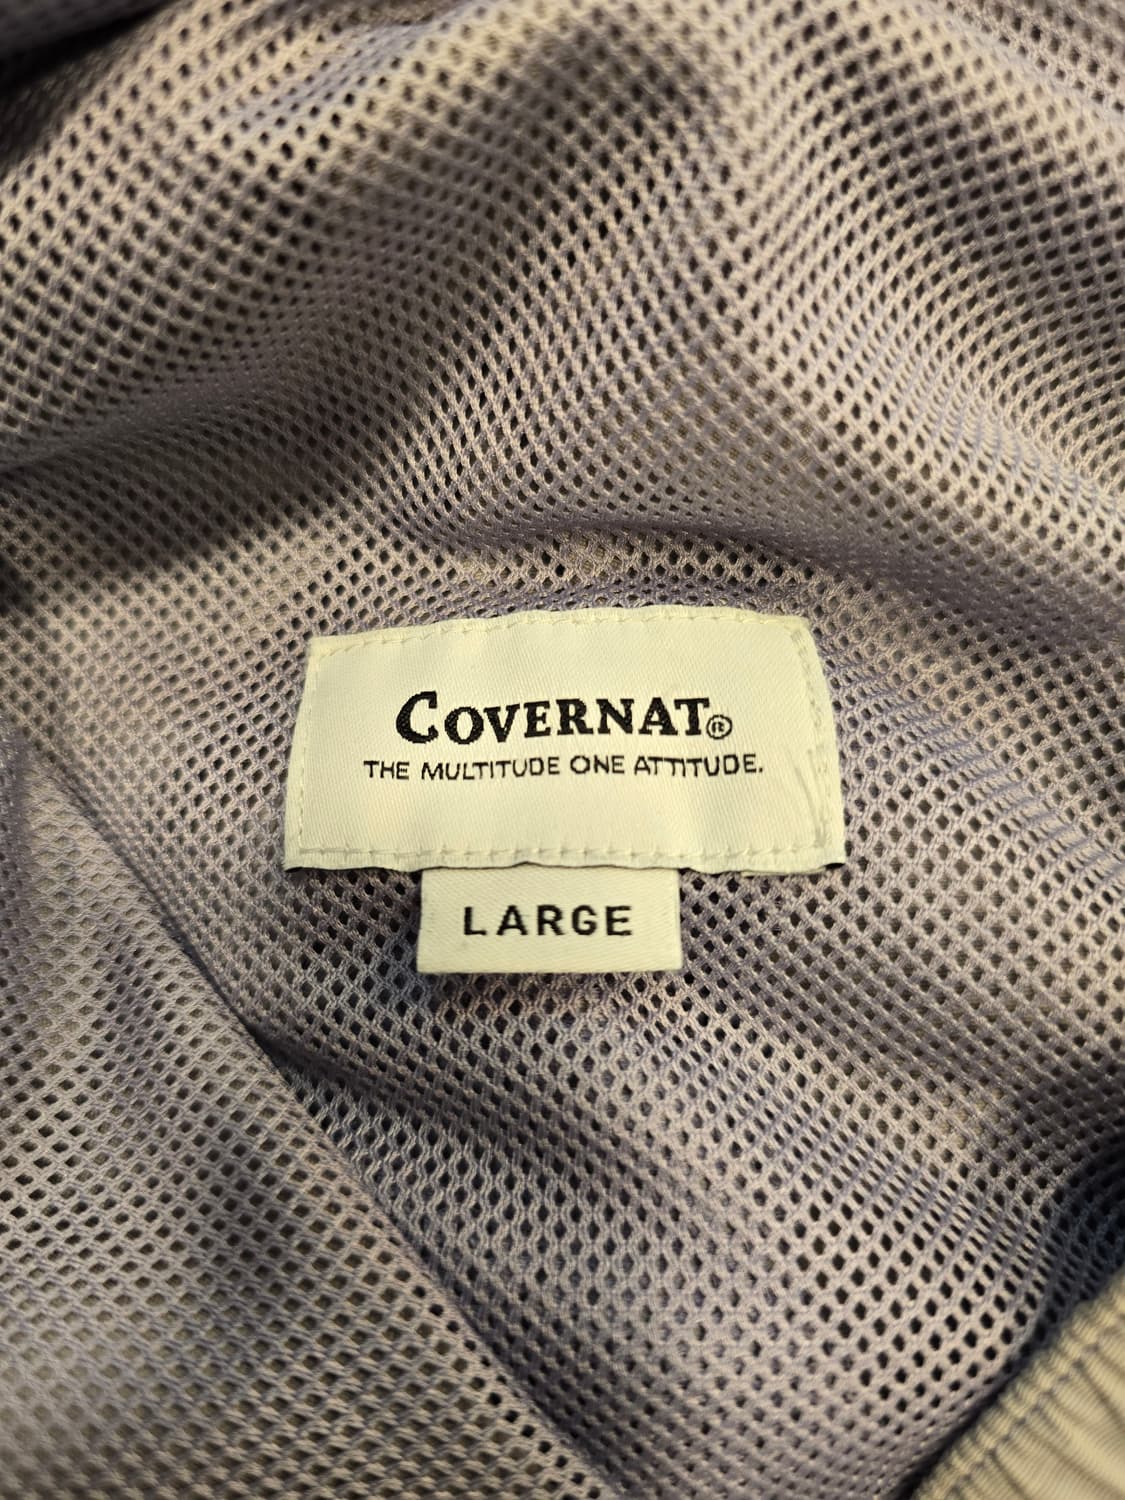 COVERNAT®
THE MULTITUDE ONE ATTITUDE.
LARGE